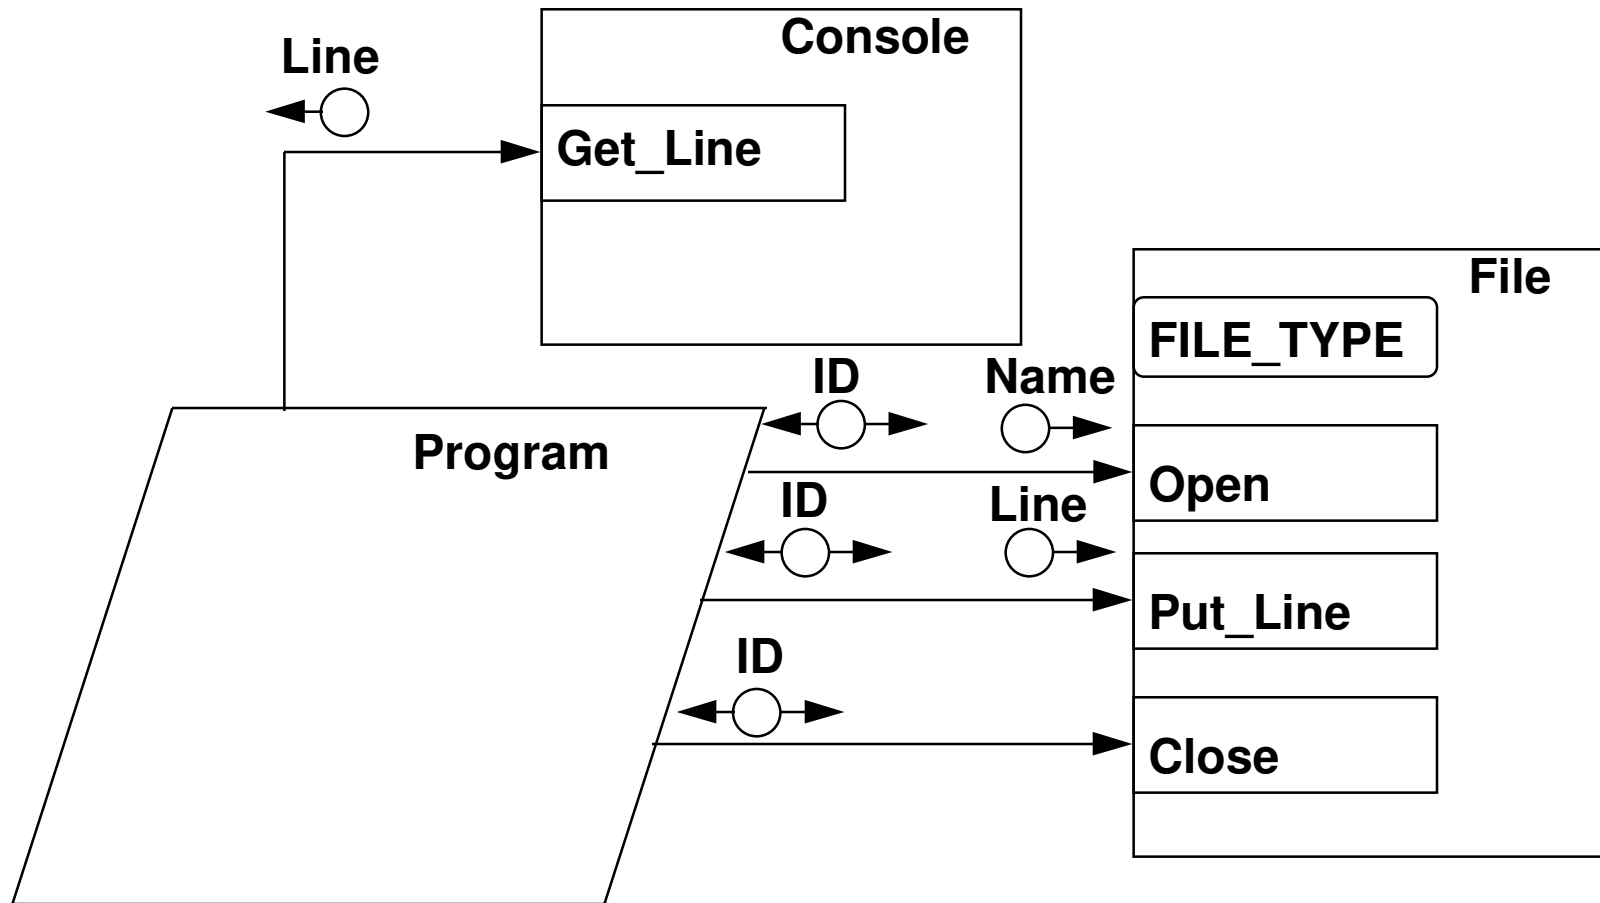 Console
Line
Get_Line
File
FILE_TYPE
ID
Name
Program
Open
ID
Line
Put_Line
ID
Close